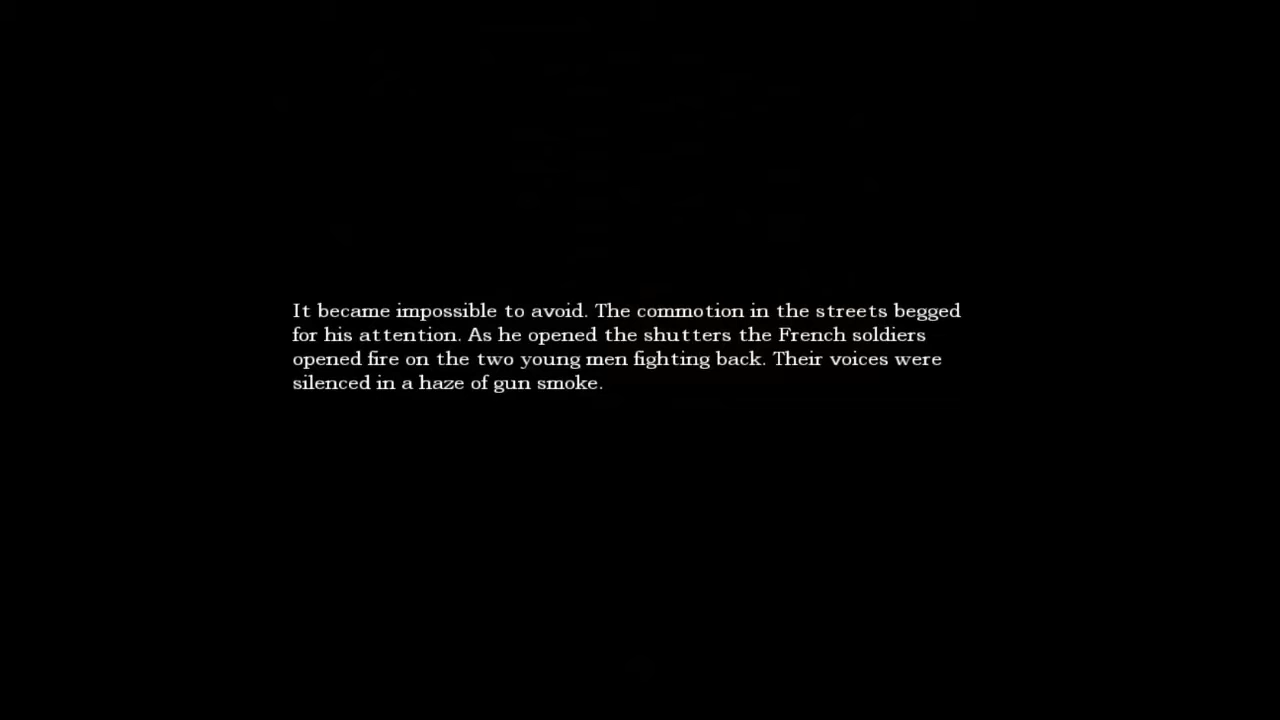 It became impossible to avoid. The commotion in the streets begged
for his attention. As he opened the shutters the French soldiers
opened fire on the two young men fighting back. Their voices were
silenced in a haze of gun smoke.